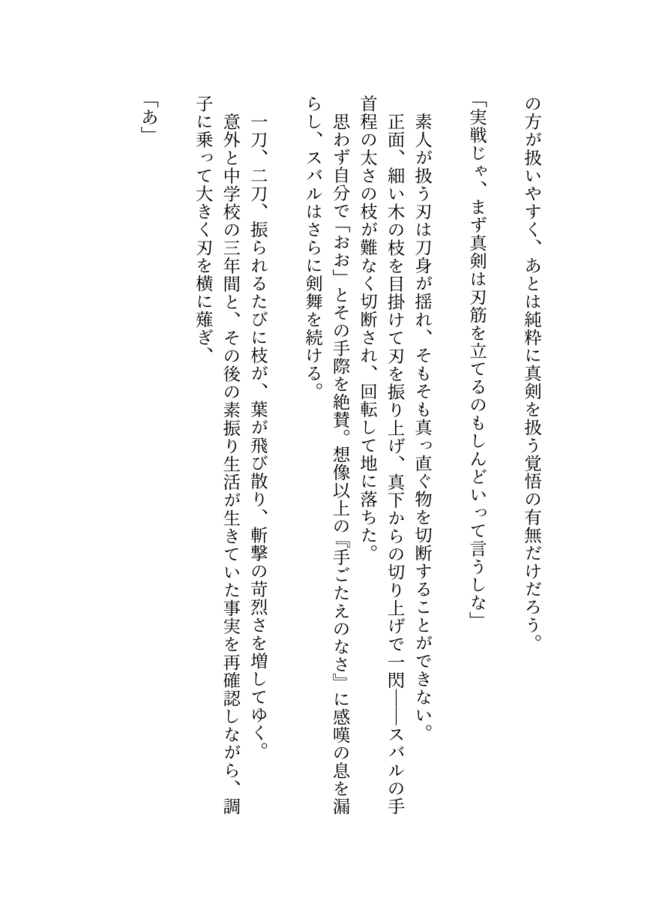 の方が扱いやすく、あとは純粋に真剣を扱う覚悟の有無だけだろう。
「実戦じゃ、まず真剣は刃筋を立てるのもしんどいって言うしな」
素人が扱う刃は刀身が揺れ、そもそも真っ直ぐ物を切断することができない。
正面、細い木の枝を目掛けて刃を振り上げ、真下からの切り上げで一閃――スバルの手
首程の太さの枝が難なく切断され、回転して地に落ちた。
思わず自分で「おお」とその手際を絶賛。想像以上の『手ごたえのなさ』に感嘆の息を漏
らし、スバルはさらに剣舞を続ける。
一刀、二刀、振られるたびに枝が、葉が飛び散り、斬撃の苛烈さを増してゆく。
意外と中学校の三年間と、その後の素振り生活が生きていた事実を再確認しながら、調
子に乗って大きく刃を横に薙ぎ、
「あ」